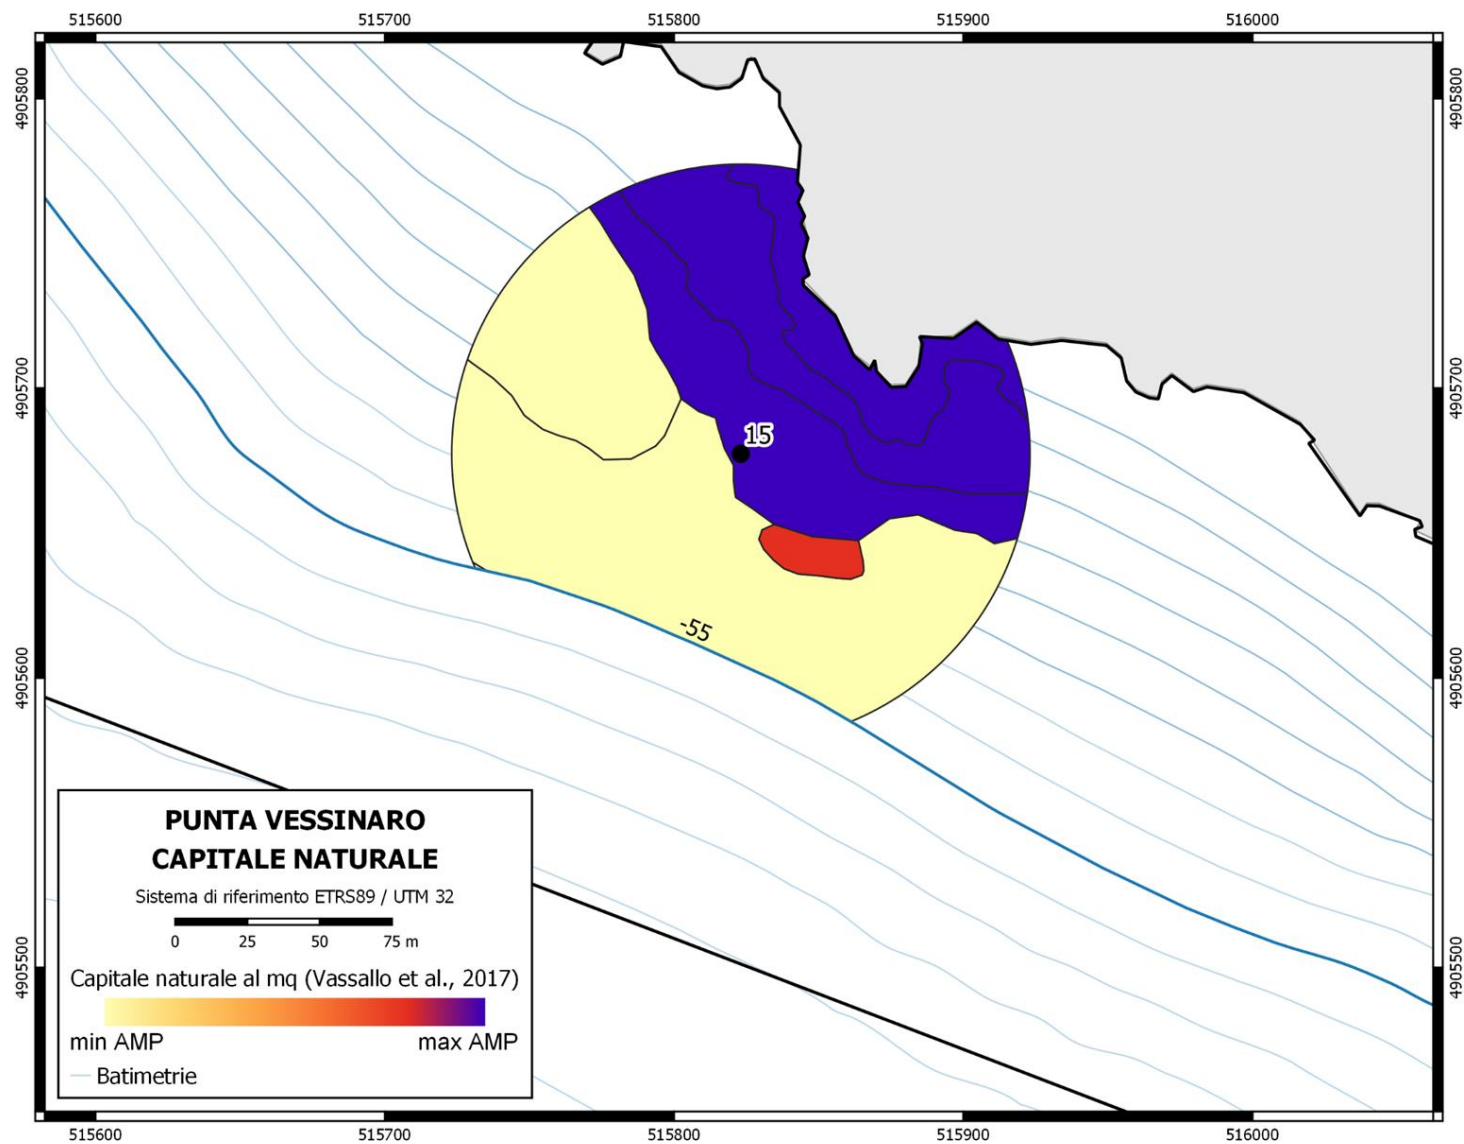 515600 515700 515800 515900 516000
4905800 4905800
4905700 4905700
15
4905600 4905600
-55
4905500 4905500
PUNTA VESSINARO
CAPITALE NATURALE
Sistema di riferimento ETRS89 / UTM 32
0 25 50 75 m
Capitale naturale al mq (Vassallo et al., 2017)
min AMP max AMP
Batimetrie
515600 515700 515800 515900 516000